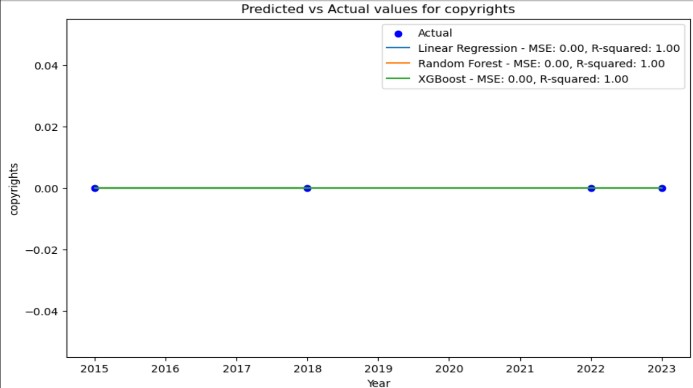 Predicted vs Actual values for copyrights
Actual
Linear Regression - MSE: 0.00, R-squared: 1.00
Random Forest - MSE: 0.00, R-squared: 1.00
XGBoost - MSE: 0.00, R-squared: 1.00
0.04
0.02
0.00
−0.02
−0.04
copyrights
2015 2016 2017 2018 2019 2020 2021 2022 2023
Year